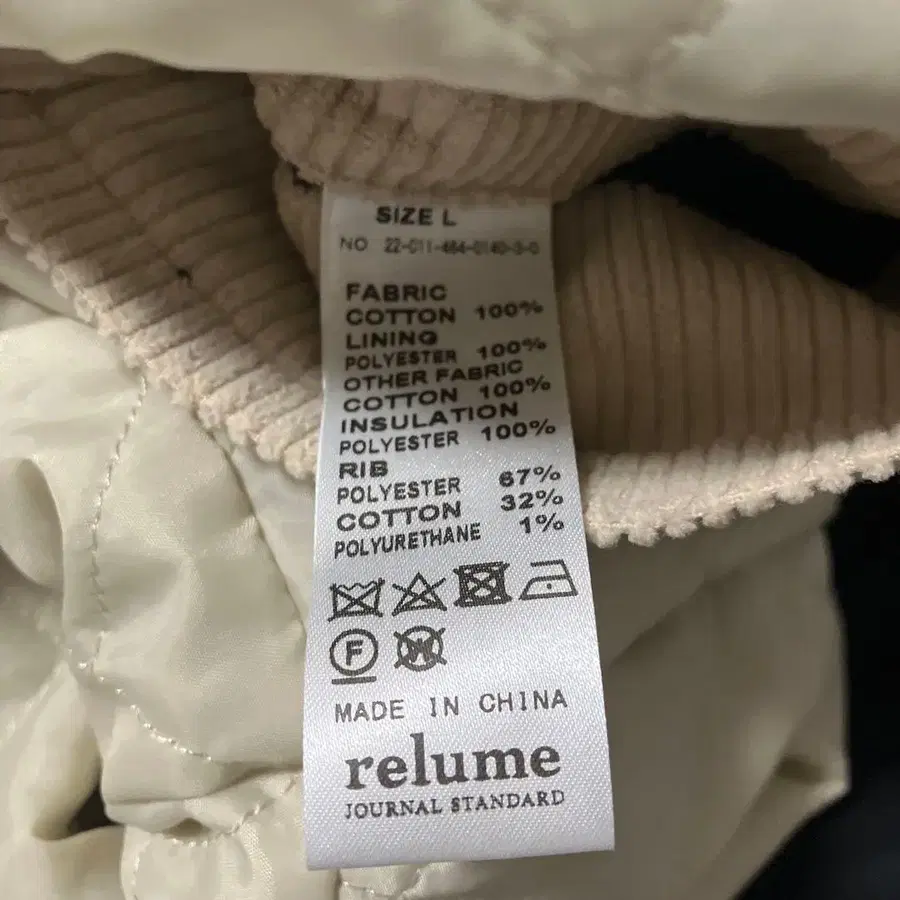 SIZE L
NO 22-011-464-0140-3-0
FABRIC
COTTON 100%
LINING
POLYESTER 100%
OTHER FABRIC
COTTON 100%
INSULATION
POLYESTER 100%
RIB
POLYESTER 67%
COTTON 32%
POLYURETHANE 1%
F W
MADE IN CHINA
relume
JOURNAL STANDARD